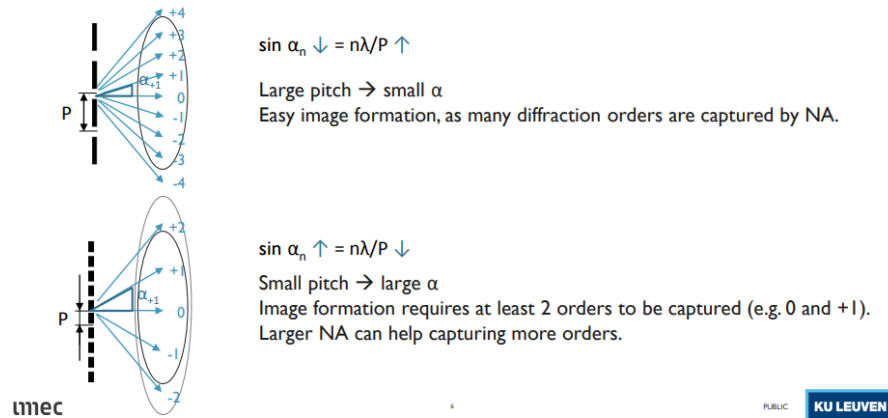 +4
+3
+2
+1
α+1
0
-1
-2
-3
-4
P
sin αn ↓ = nλ/P ↑
Large pitch → small α
Easy image formation, as many diffraction orders are captured by NA.
+2
+1
α+1
0
-1
-2
P
sin αn ↑ = nλ/P ↓
Small pitch → large α
Image formation requires at least 2 orders to be captured (e.g. 0 and +1).
Larger NA can help capturing more orders.
imec
6
PUBLIC
KU LEUVEN